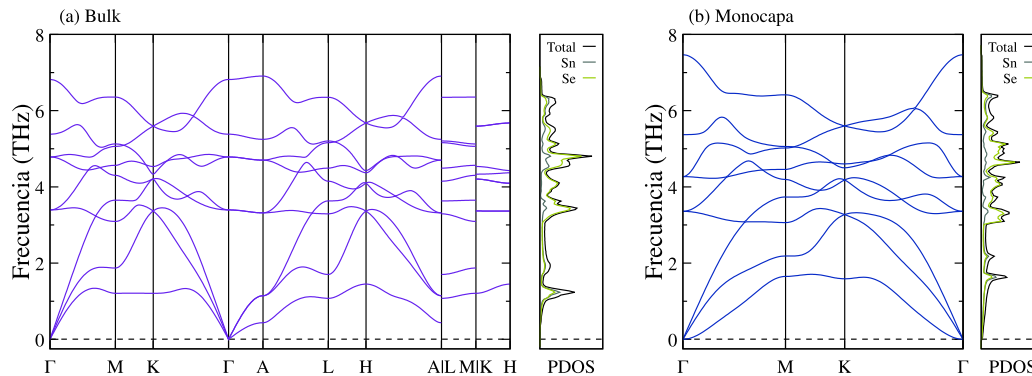 (a) Bulk
Frecuencia (THz)
8
6
4
2
0
Γ M K Γ A L H A|L M|K H
Total
Sn
Se
PDOS
(b) Monocapa
Frecuencia (THz)
8
6
4
2
0
Γ M K Γ
Total
Sn
Se
PDOS